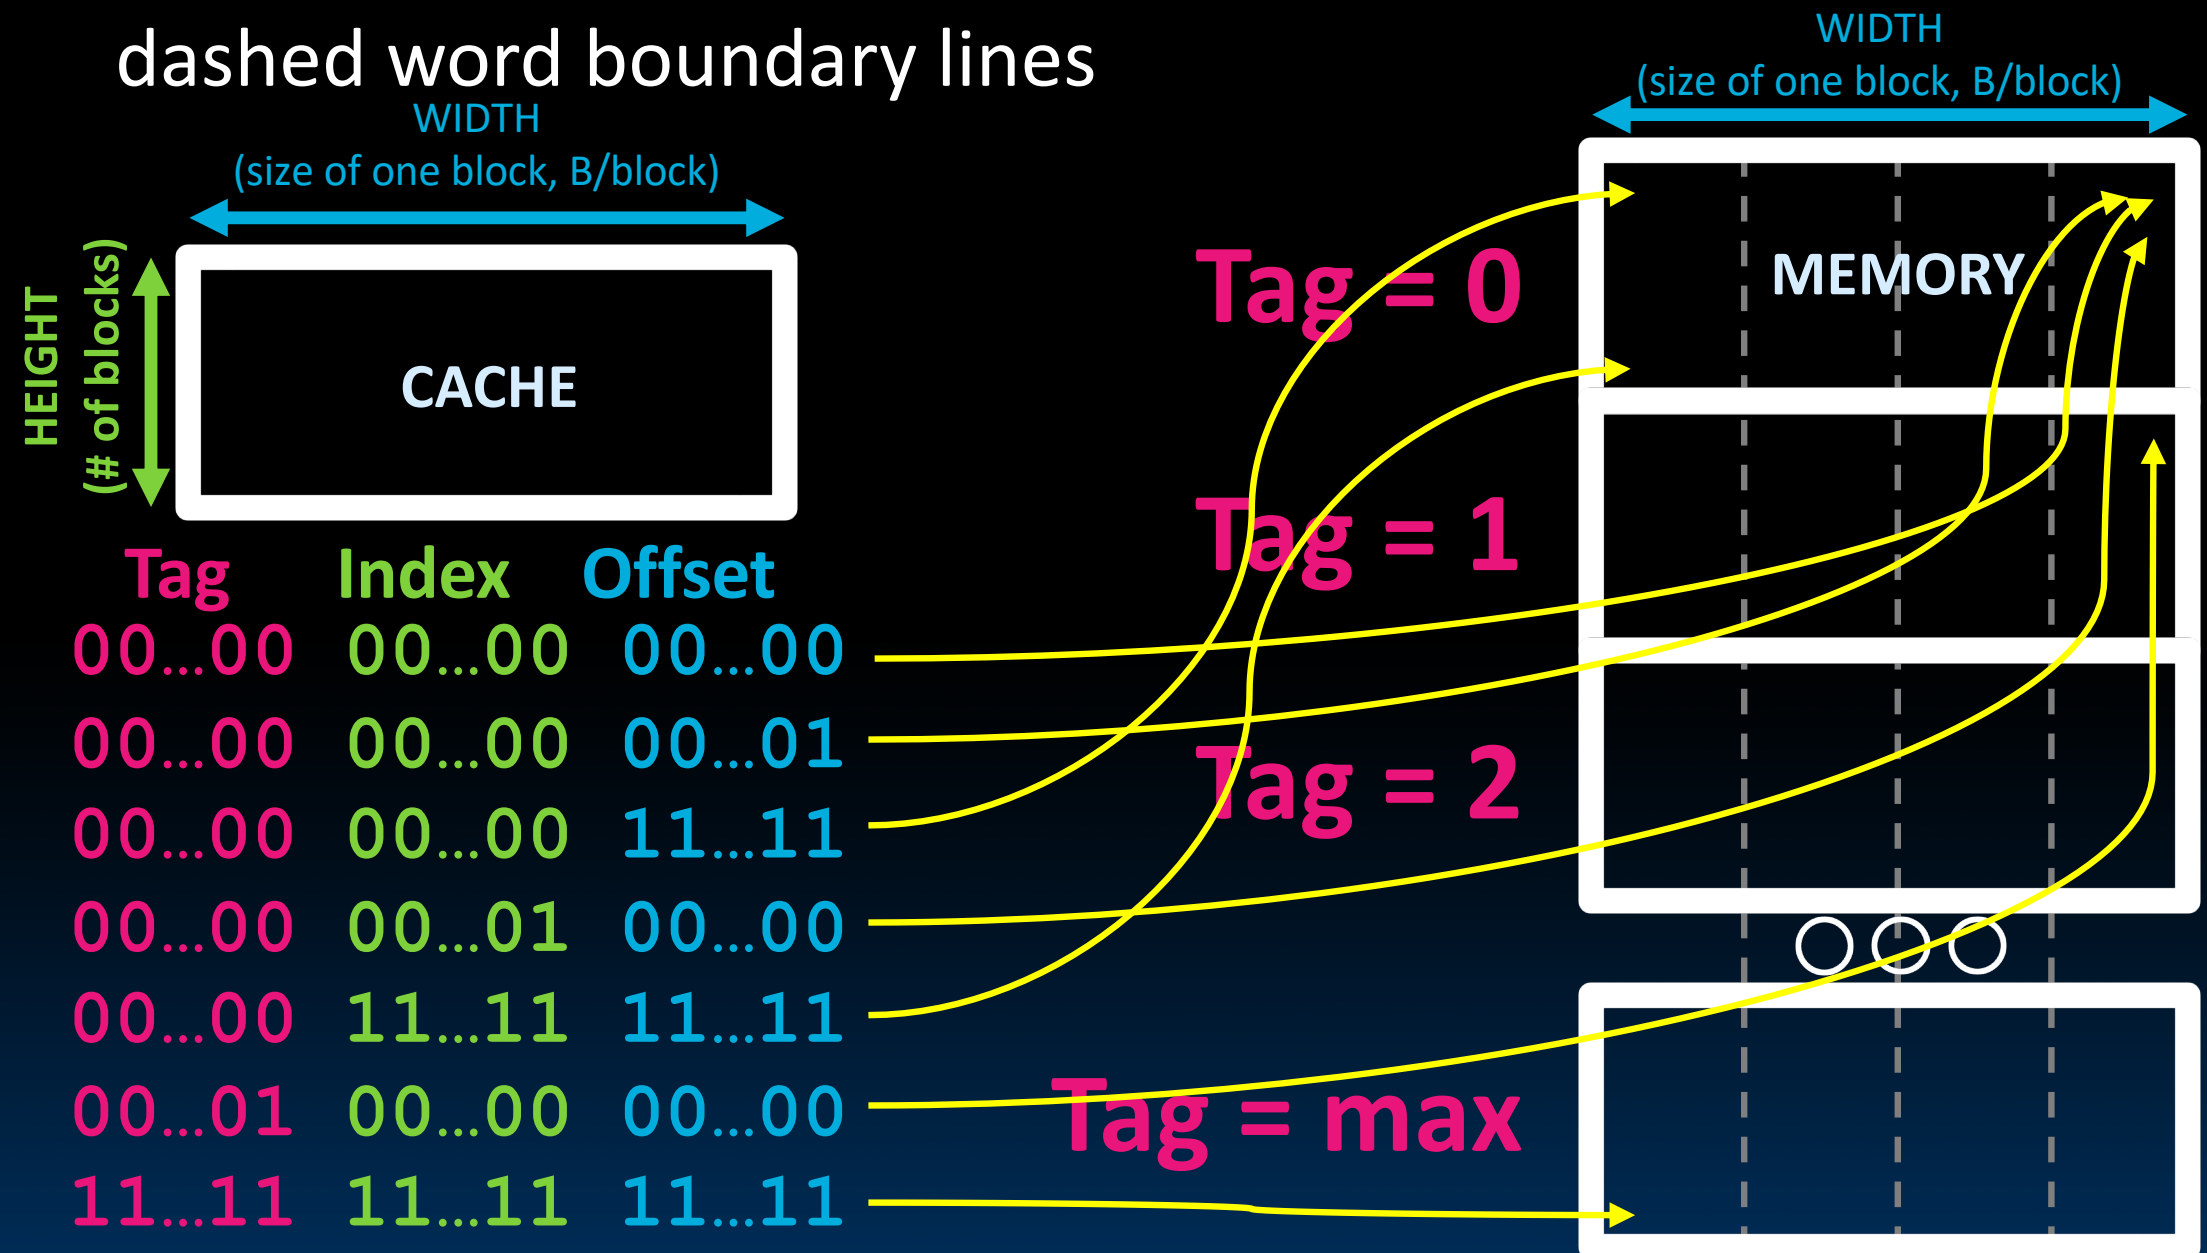 dashed word boundary lines
WIDTH
(size of one block, B/block)
HEIGHT
(# of blocks)
CACHE
Tag Index Offset
00...00 00...00 00...00
00...00 00...00 00...01
00...00 00...00 11...11
00...00 00...01 00...00
00...00 11...11 11...11
00...01 00...00 00...00
11...11 11...11 11...11
WIDTH
(size of one block, B/block)
MEMORY
Tag = 0
Tag = 1
Tag = 2
Tag = max